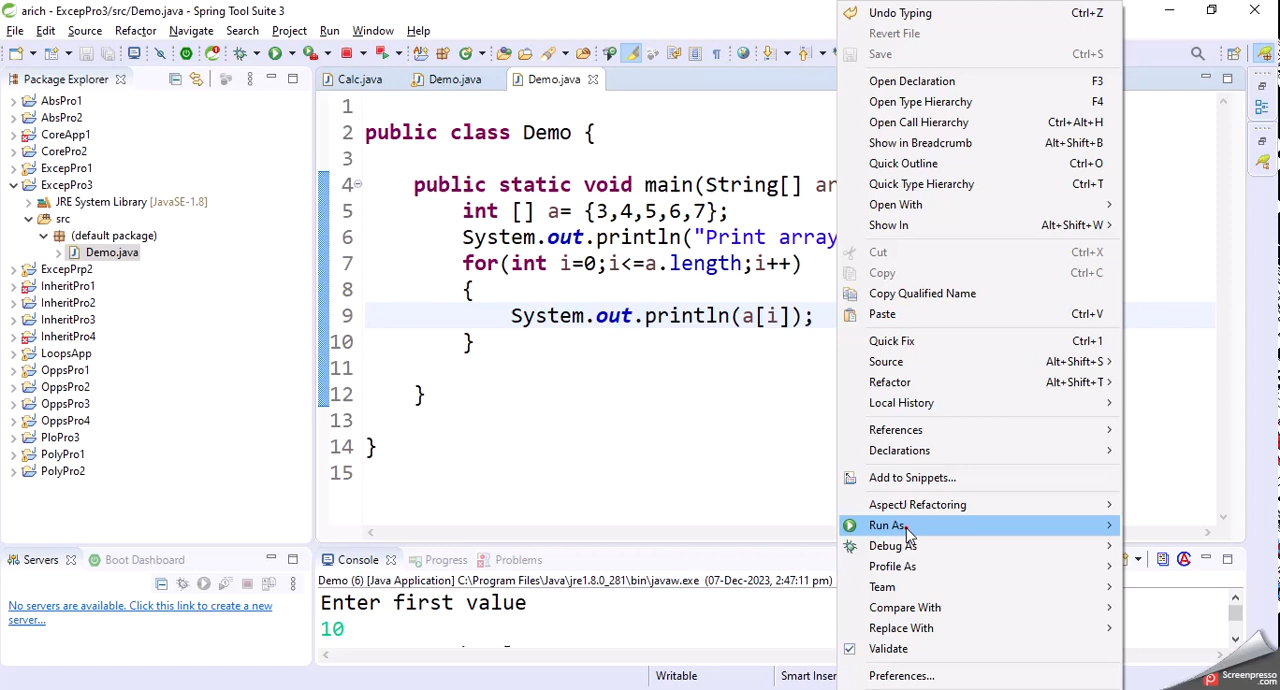 arich - ExcepPro3/src/Demo.java - Spring Tool Suite 3
File Edit Source Refactor Navigate Search Project Run Window Help
Package Explorer
Calc.java
Demo.java
Demo.java
AbsPro1
AbsPro2
CoreApp1
CorePro2
ExcepPro1
ExcepPro3
JRE System Library [JavaSE-1.8]
src
(default package)
Demo.java
ExcepPrp2
InheritPro1
InheritPro2
InheritPro3
InheritPro4
LoopsApp
OppsPro1
OppsPro2
OppsPro3
OppsPro4
PloPro3
PolyPro1
PolyPro2
1
2 public class Demo {
3
4 public static void main(String[] ar
5 int [] a= {3,4,5,6,7};
6 System.out.println("Print array
7 for(int i=0;i<=a.length;i++)
8 {
9 System.out.println(a[i]);
10 }
11
12 }
13
14 }
15
Undo Typing Ctrl+Z
Revert File
Save Ctrl+S
Open Declaration F3
Open Type Hierarchy F4
Open Call Hierarchy Ctrl+Alt+H
Show in Breadcrumb Alt+Shift+B
Quick Outline Ctrl+O
Quick Type Hierarchy Ctrl+T
Open With
Show In Alt+Shift+W
Cut Ctrl+X
Copy Ctrl+C
Copy Qualified Name
Paste Ctrl+V
Quick Fix Ctrl+1
Source Alt+Shift+S
Refactor Alt+Shift+T
Local History
References
Declarations
Add to Snippets...
AspectJ Refactoring
Run As
Debug As
Profile As
Team
Compare With
Replace With
Validate
Preferences...
Servers
Boot Dashboard
No servers are available. Click this link to create a new
server...
Console
Progress
Problems
Demo (6) [Java Application] C:\Program Files\Java\jre1.8.0_281\bin\javaw.exe (07-Dec-2023, 2:47:11 pm)
Enter first value
10
Writable
Smart Inser
Screenpresso
.com